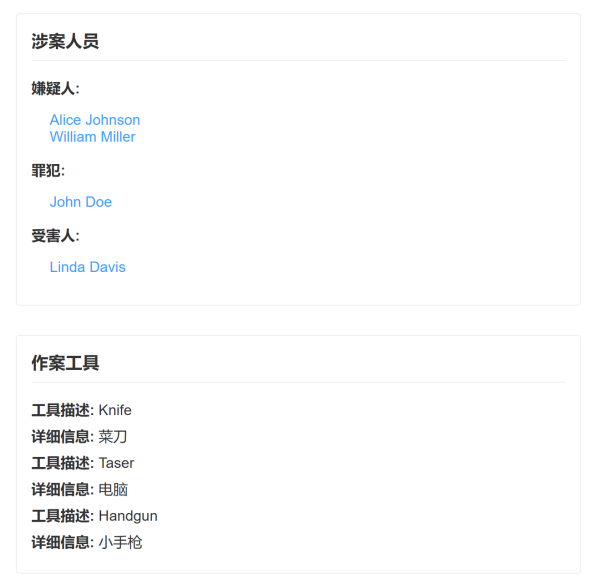 涉案人员
嫌疑人:
Alice Johnson
William Miller
罪犯:
John Doe
受害人:
Linda Davis
作案工具
工具描述: Knife
详细信息: 菜刀
工具描述: Taser
详细信息: 电脑
工具描述: Handgun
详细信息: 小手枪